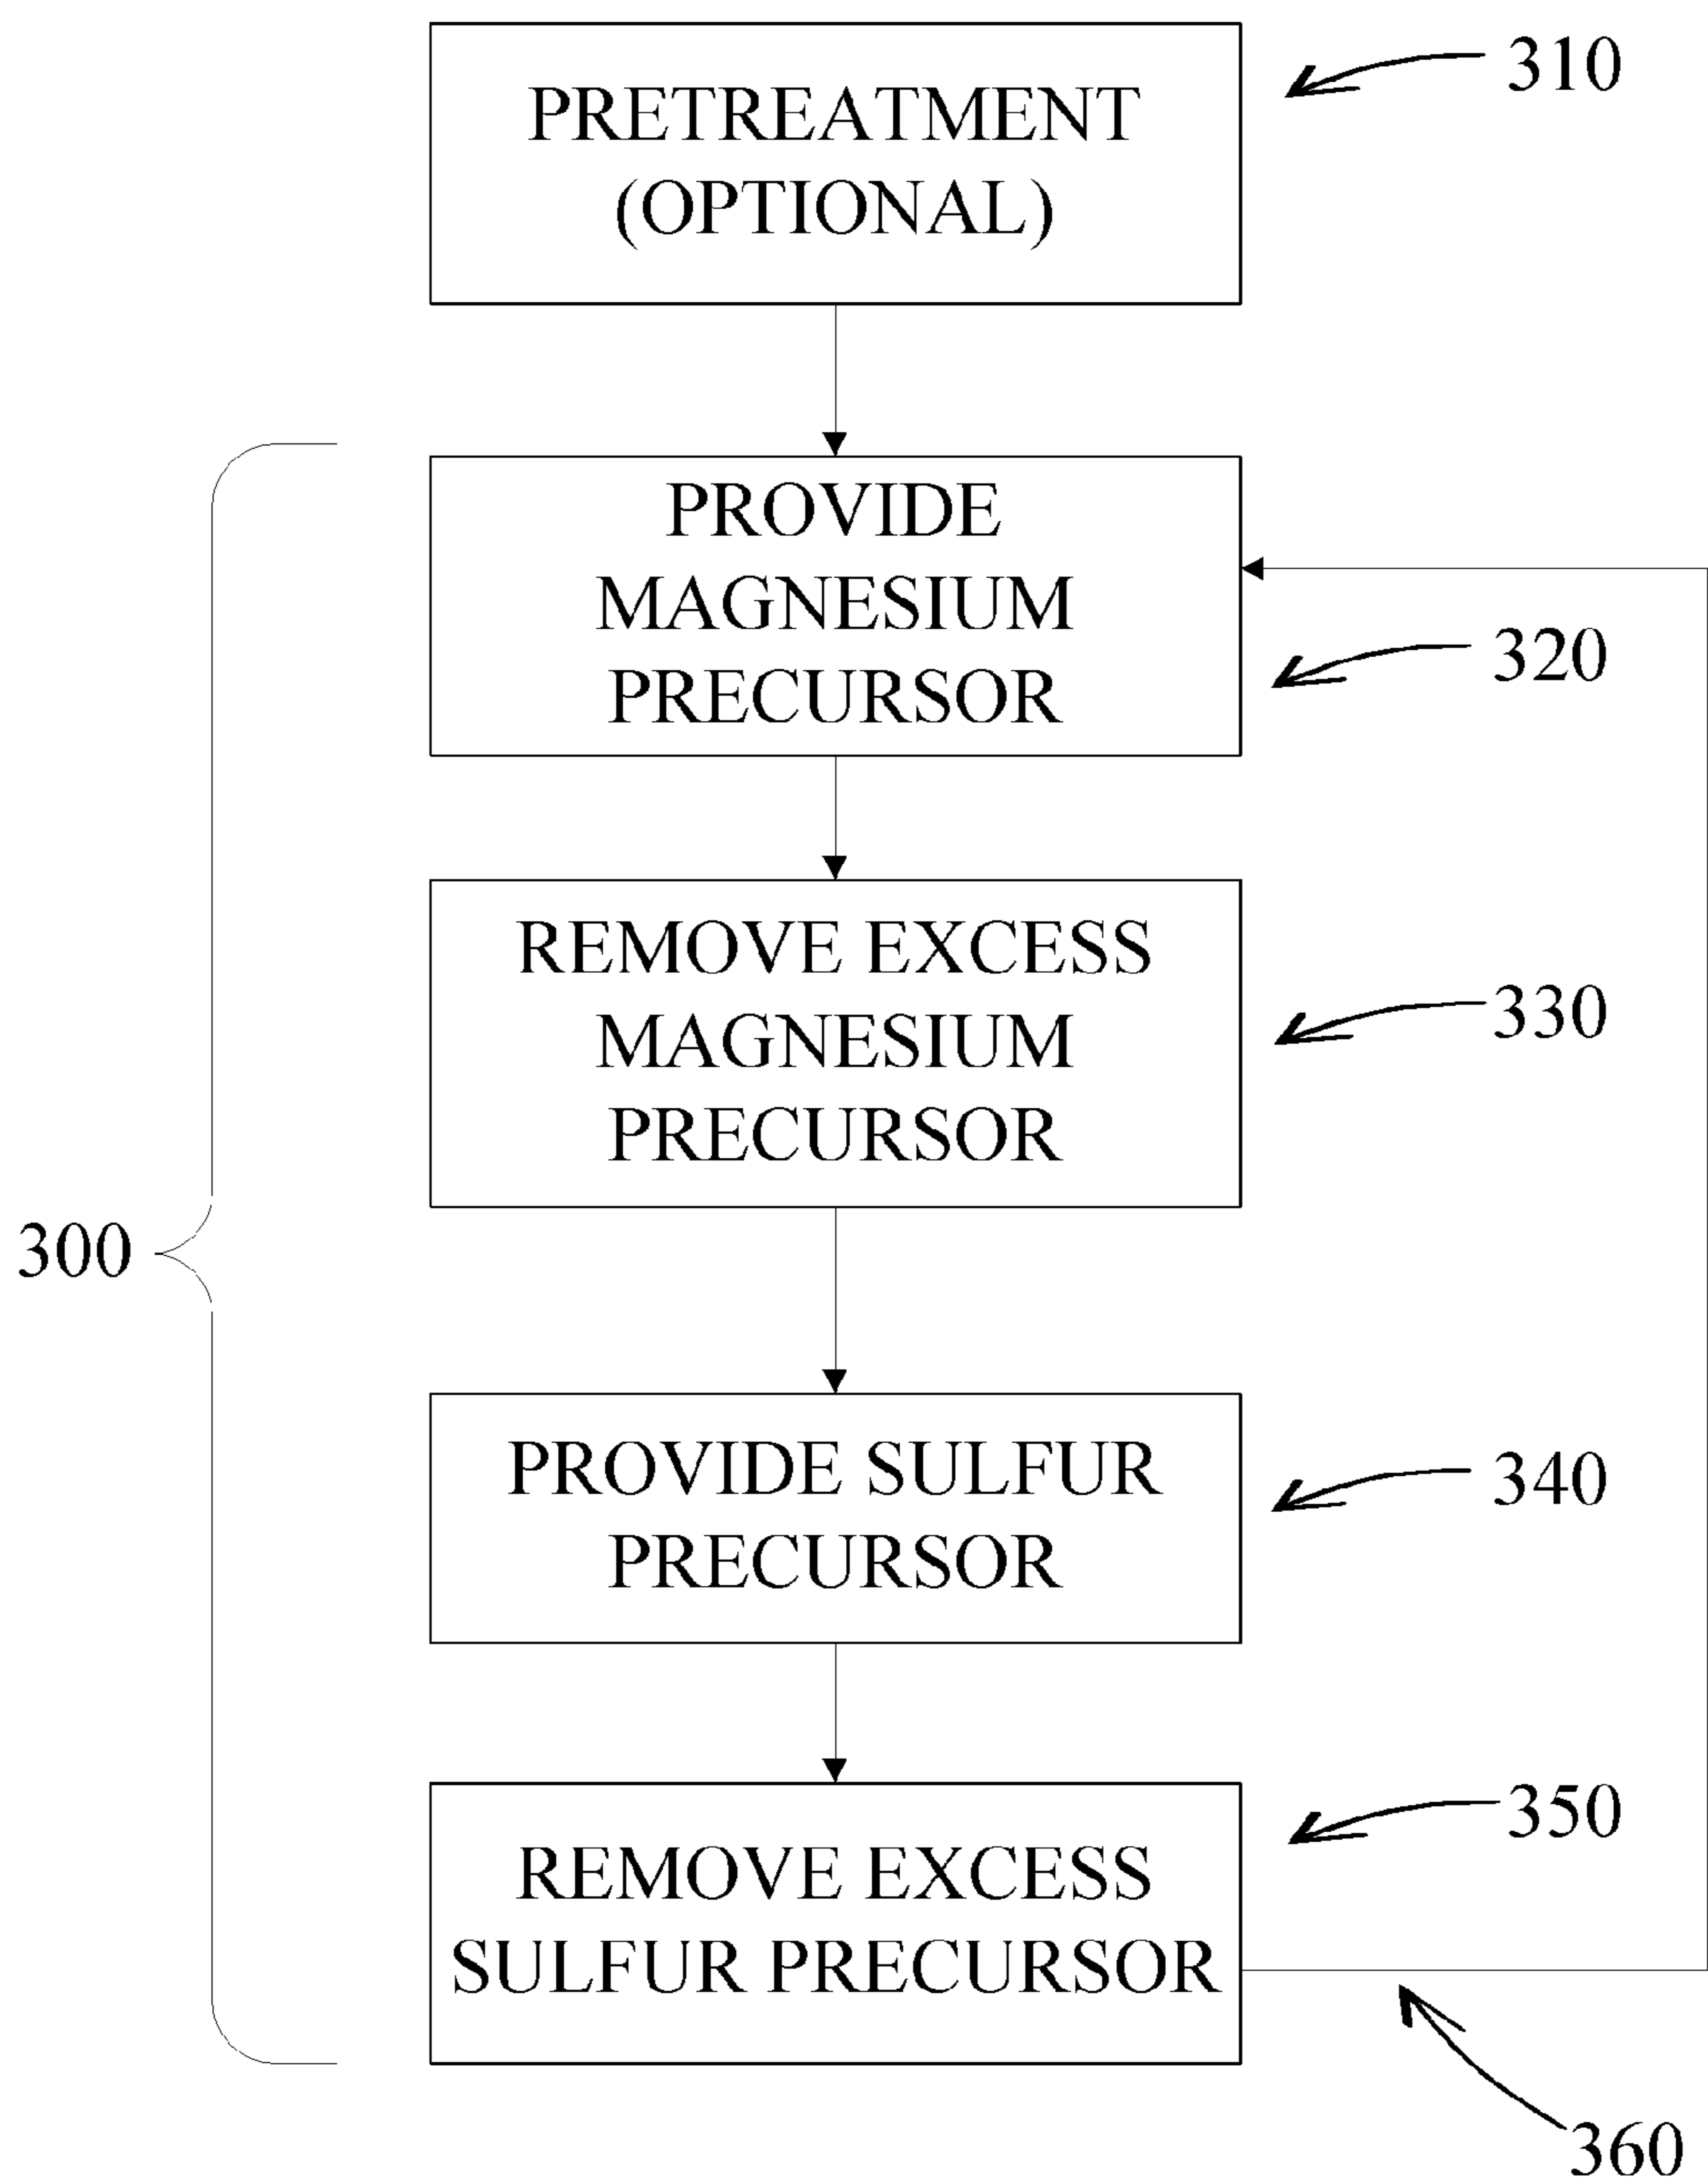 PRETREATMENT
(OPTIONAL)
310
PROVIDE
MAGNESIUM
PRECURSOR
320
REMOVE EXCESS
MAGNESIUM
PRECURSOR
330
300
PROVIDE SULFUR
PRECURSOR
340
REMOVE EXCESS
SULFUR PRECURSOR
350
360